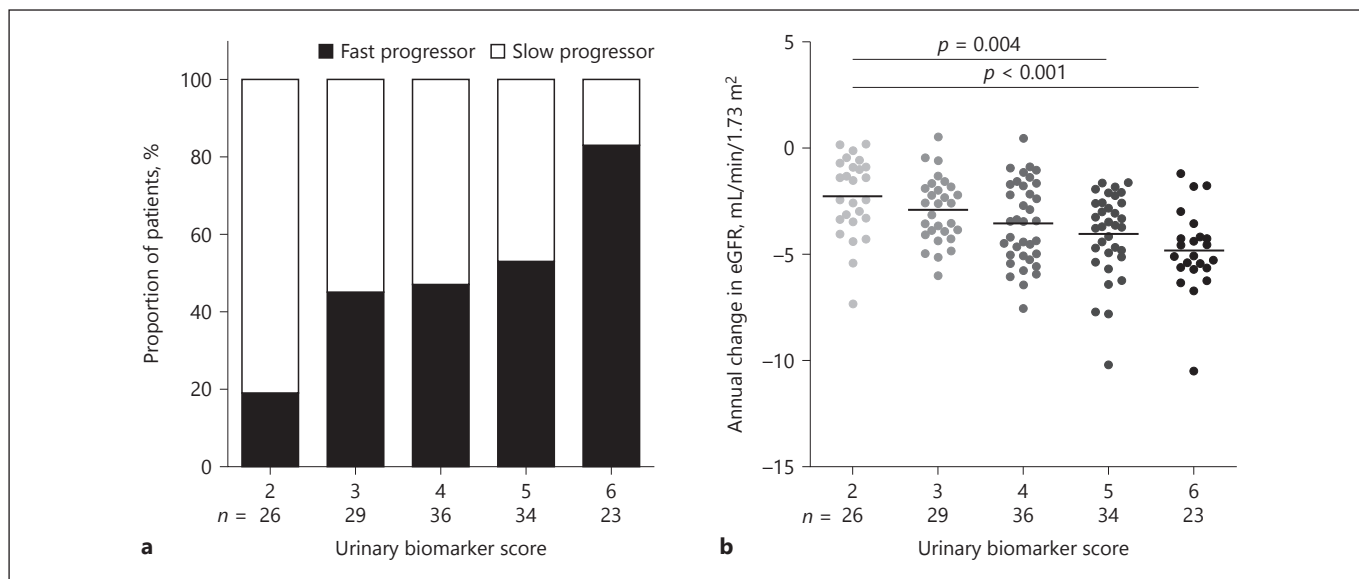 Fast progressor Slow progressor
Proportion of patients, %
100
80
60
40
20
0
2 3 4 5 6
n = 26 29 36 34 23
a Urinary biomarker score
p = 0.004
p < 0.001
Annual change in eGFR, mL/min/1.73 m²
5
0
−5
−10
−15
2 3 4 5 6
n = 26 29 36 34 23
b Urinary biomarker score